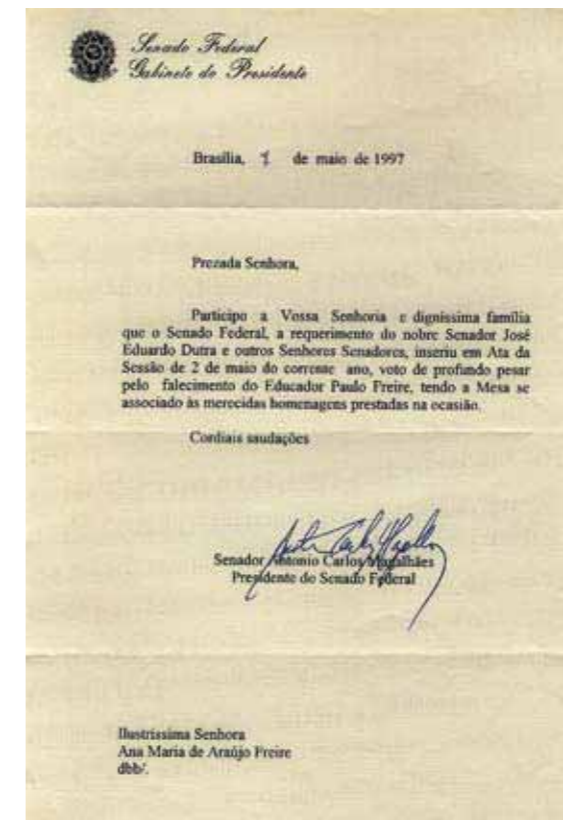 Senado Federal
Gabinete do Presidente
Brasília, de maio de 1997
Prezada Senhora,
Participo a Vossa Senhoria e digníssima família
que o Senado Federal, a requerimento do nobre Senador José
Eduardo Dutra e outros Senhores Senadores, inseriu em Ata da
Sessão de 2 de maio do corrente ano, voto de profundo pesar
pelo falecimento do Educador Paulo Freire, tendo a Mesa se
associado às merecidas homenagens prestadas na ocasião.
Cordiais saudações
Senador Antonio Carlos Magalhães
Presidente do Senado Federal
Ilustríssima Senhora
Ana Maria de Araújo Freire
dbb/.